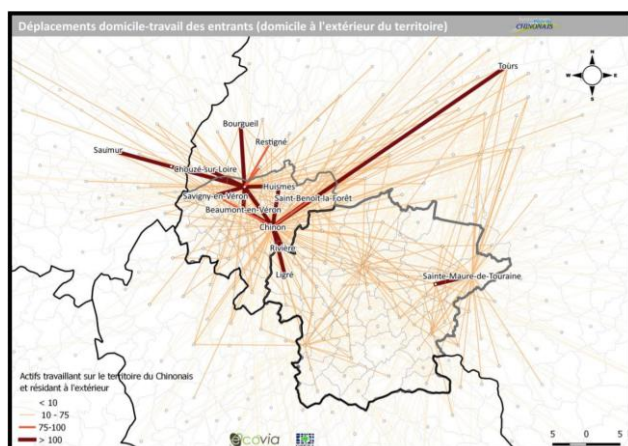 Déplacements domicile-travail des entrants (domicile à l'extérieur du territoire)
CHINONAIS
Tours
N
W E
S
Bourgueil
Restigné
Saumur
Chouzé-sur-Loire
Huismes
Savigny-en-Véron
Saint-Benoit-la-Forêt
Beaumont-en-Véron
Chinon
Rivière
Ligré
Sainte-Maure-de-Touraine
Actifs travaillant sur le territoire du Chinonais
et résidant à l'extérieur
< 10
10 - 75
75-100
> 100
ecovia
5 0 5